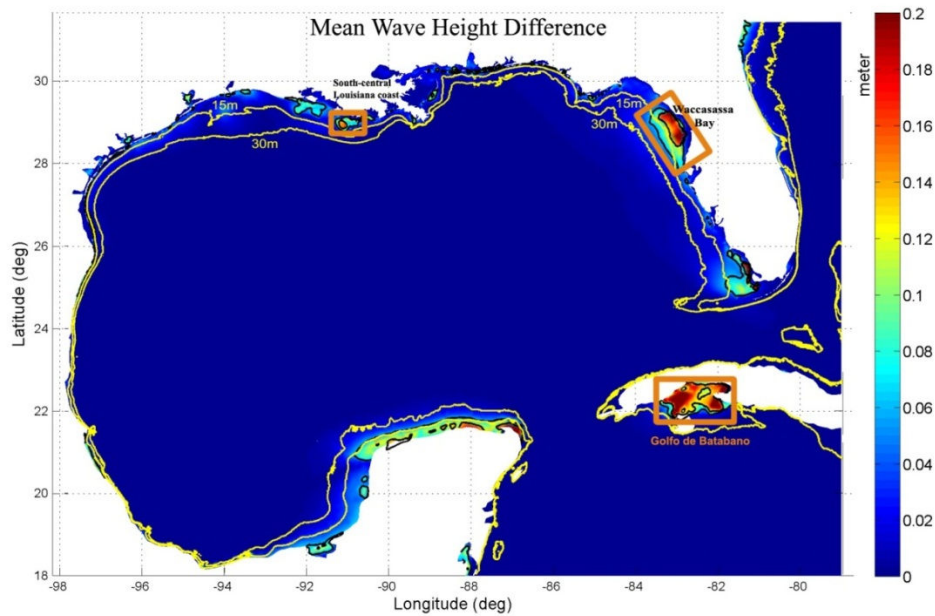 Mean Wave Height Difference
South-central
Louisiana coast
15m
30m
15m
30m
Waccasassa
Bay
Golfo de Batabano
Latitude (deg)
30
28
26
24
22
20
18
-98
-96
-94
-92
-90
-88
-86
-84
-82
-80
Longitude (deg)
meter
0.2
0.18
0.16
0.14
0.12
0.1
0.08
0.06
0.04
0.02
0